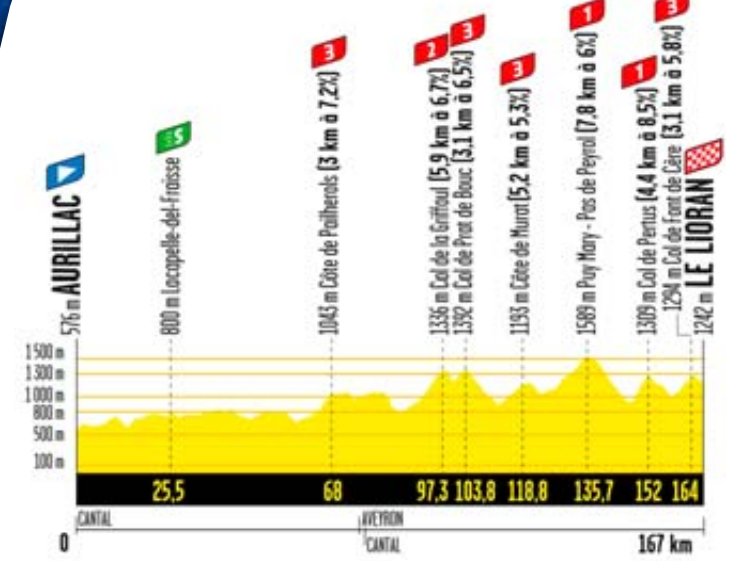 576 m AURILLAC
S
800 m Lacapelle-del-Fraisse
3
1043 m Côte de Pailherols (3 km à 7,2%)
2
1336 m Col de la Griffoul (5,9 km à 6,7%)
3
1392 m Col de Prat de Bouc (3,1 km à 6,5%)
3
1193 m Côte de Murat (5,2 km à 5,3%)
1
1589 m Puy Mary - Pas de Peyrol (7,8 km à 6%)
1
1309 m Col de Pertus (4,4 km à 8,5%)
3
1294 m Col de Font de Cère (3,1 km à 5,8%)
1242 m LE LIORAN
1500 m
1300 m
1000 m
800 m
500 m
100 m
25,5 68 97,3 103,8 118,8 135,7 152 164
CANTAL AVEYRON
CANTAL
0 167 km